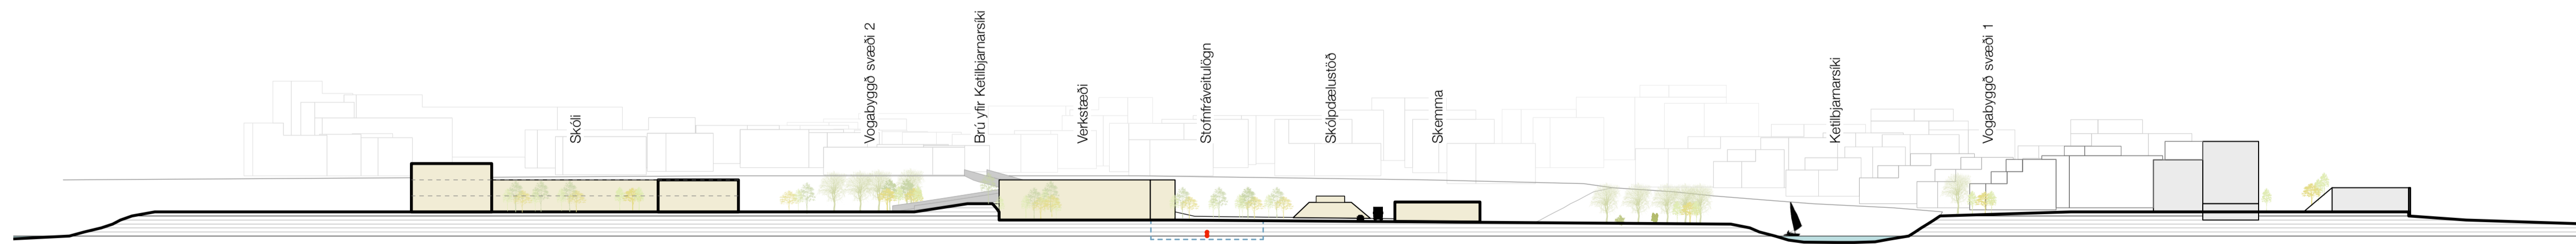 Skóli
Vogabyggð svæði 2
Brú yfir Ketilbjarnarsíki
Verkstæði
Stofnfráveitulögn
Skólpdælustöð
Skemma
Ketilbjarnarsíki
Vogabyggð svæði 1